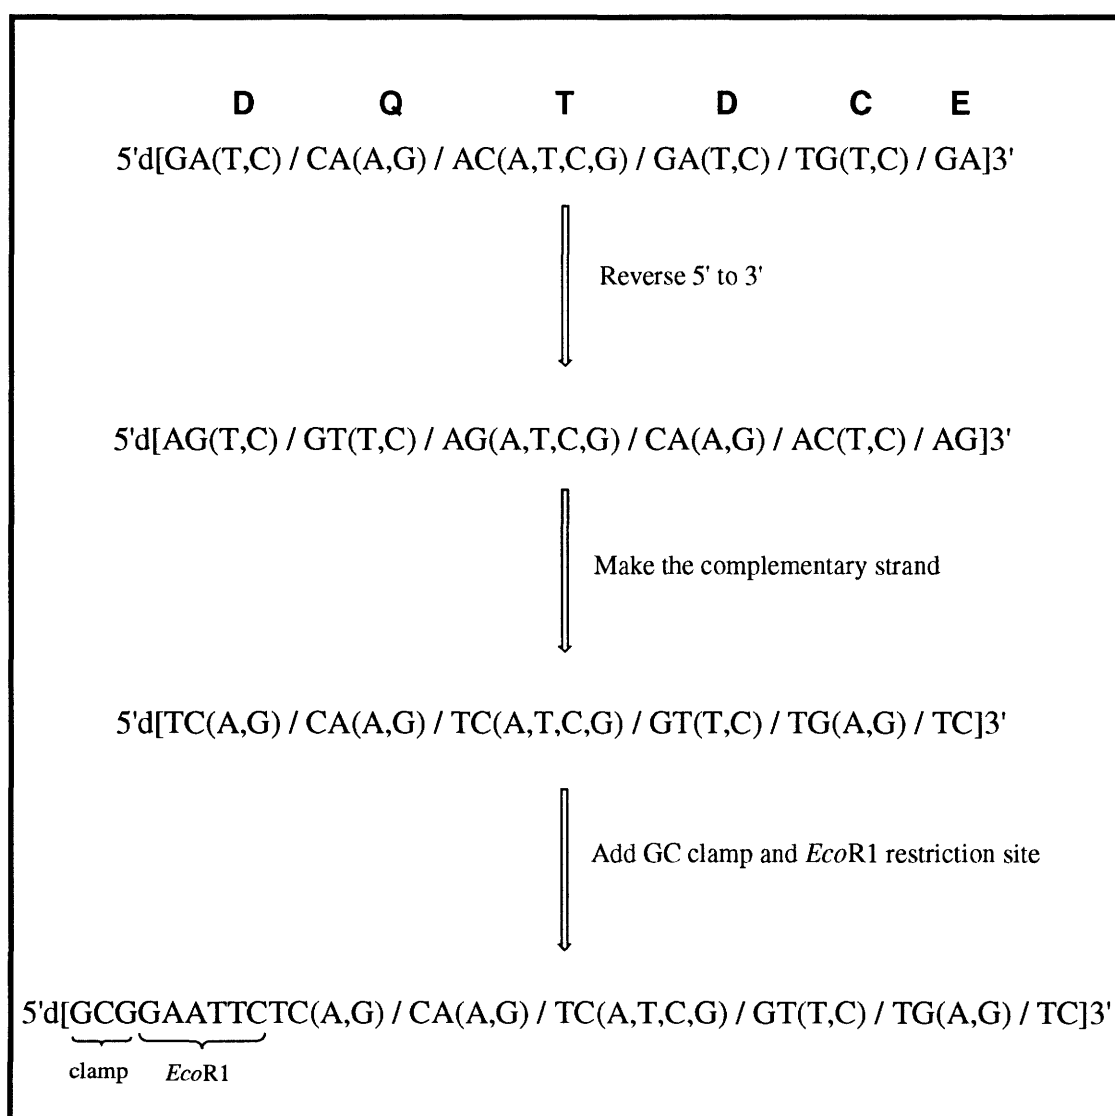 D Q T D C E
5'd[GA(T,C) / CA(A,G) / AC(A,T,C,G) / GA(T,C) / TG(T,C) / GA]3'
Reverse 5' to 3'
5'd[AG(T,C) / GT(T,C) / AG(A,T,C,G) / CA(A,G) / AC(T,C) / AG]3'
Make the complementary strand
5'd[TC(A,G) / CA(A,G) / TC(A,T,C,G) / GT(T,C) / TG(A,G) / TC]3'
Add GC clamp and EcoR1 restriction site
5'd[GCGGAATTCTC(A,G) / CA(A,G) / TC(A,T,C,G) / GT(T,C) / TG(A,G) / TC]3'
clamp EcoR1